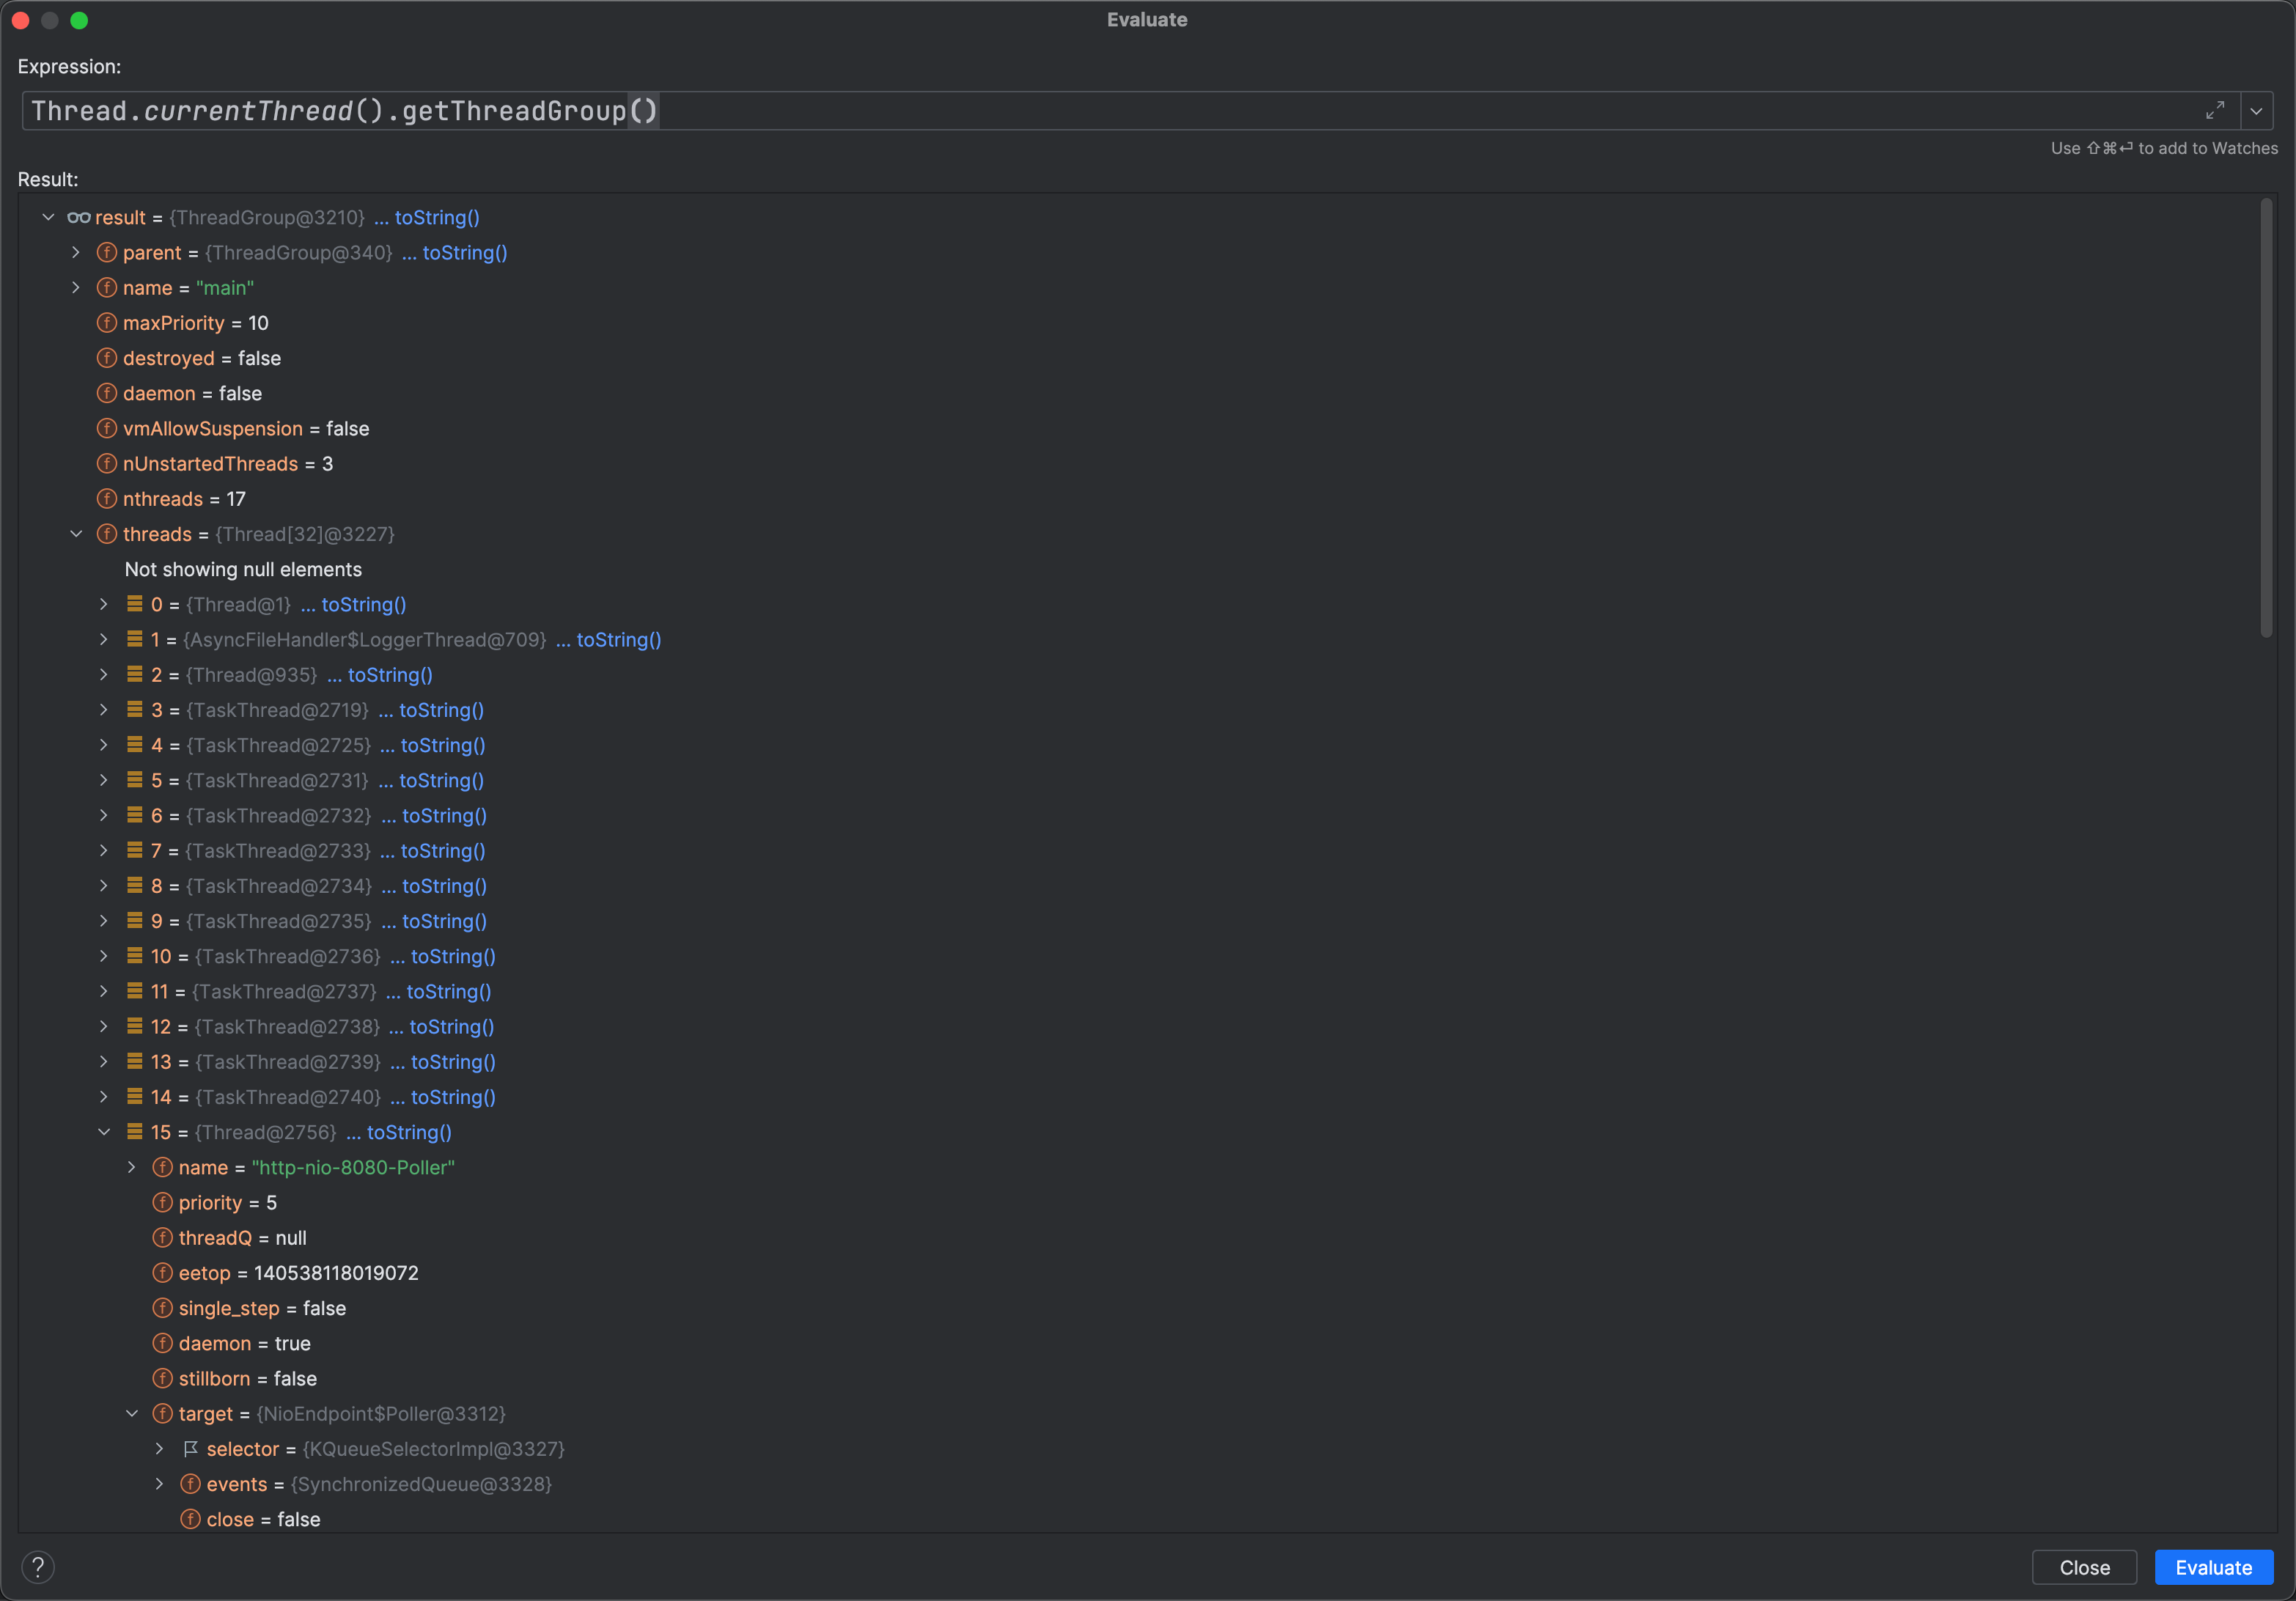 Evaluate
Expression:
Thread.currentThread().getThreadGroup()
Use ⇧⌘⏎ to add to Watches
Result:
result = {ThreadGroup@3210} ... toString()
parent = {ThreadGroup@340} ... toString()
name = "main"
maxPriority = 10
destroyed = false
daemon = false
vmAllowSuspension = false
nUnstartedThreads = 3
nthreads = 17
threads = {Thread[32]@3227}
Not showing null elements
0 = {Thread@1} ... toString()
1 = {AsyncFileHandler$LoggerThread@709} ... toString()
2 = {Thread@935} ... toString()
3 = {TaskThread@2719} ... toString()
4 = {TaskThread@2725} ... toString()
5 = {TaskThread@2731} ... toString()
6 = {TaskThread@2732} ... toString()
7 = {TaskThread@2733} ... toString()
8 = {TaskThread@2734} ... toString()
9 = {TaskThread@2735} ... toString()
10 = {TaskThread@2736} ... toString()
11 = {TaskThread@2737} ... toString()
12 = {TaskThread@2738} ... toString()
13 = {TaskThread@2739} ... toString()
14 = {TaskThread@2740} ... toString()
15 = {Thread@2756} ... toString()
name = "http-nio-8080-Poller"
priority = 5
threadQ = null
eetop = 140538118019072
single_step = false
daemon = true
stillborn = false
target = {NioEndpoint$Poller@3312}
selector = {KQueueSelectorImpl@3327}
events = {SynchronizedQueue@3328}
close = false
? Close Evaluate